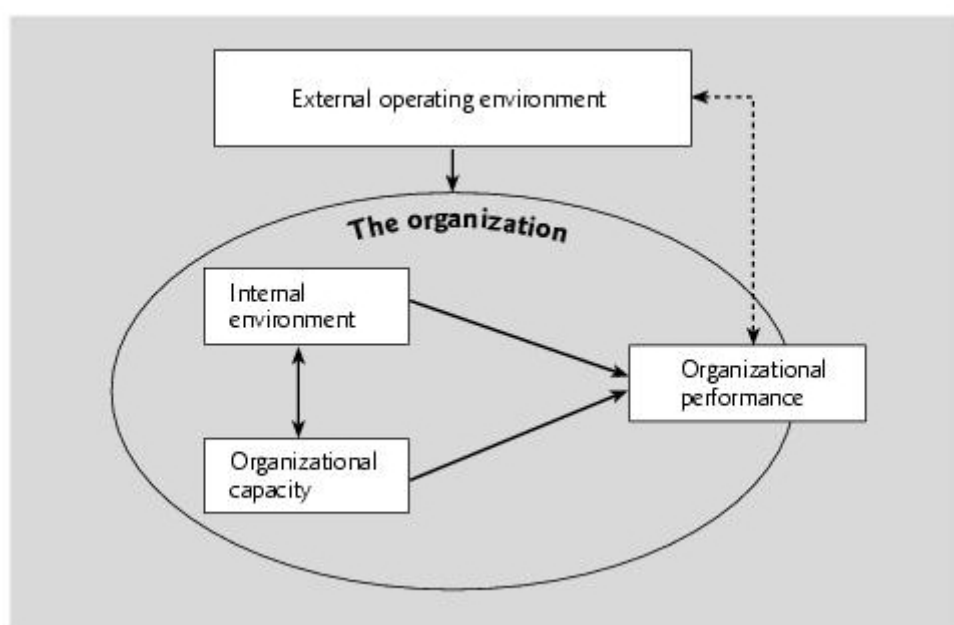 External operating environment
The organization
Internal
environment
Organizational
performance
Organizational
capacity